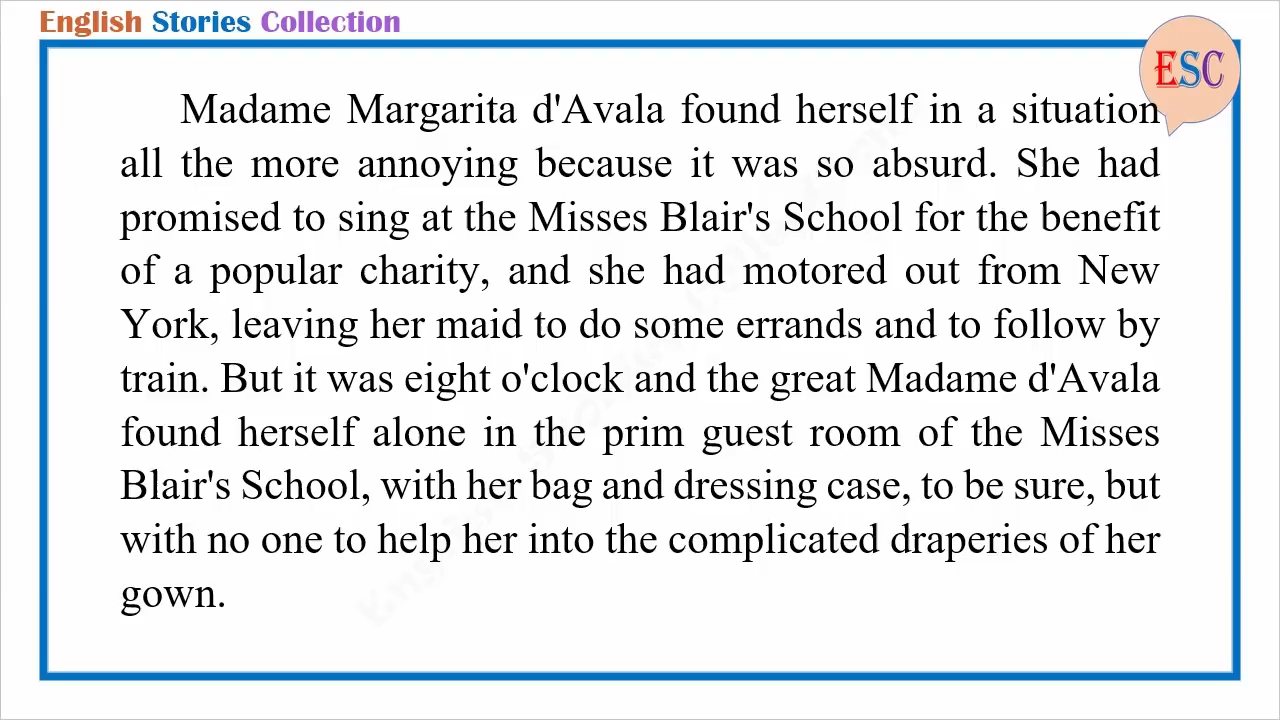 English Stories Collection
ESC
Madame Margarita d'Avala found herself in a situation
all the more annoying because it was so absurd. She had
promised to sing at the Misses Blair's School for the benefit
of a popular charity, and she had motored out from New
York, leaving her maid to do some errands and to follow by
train. But it was eight o'clock and the great Madame d'Avala
found herself alone in the prim guest room of the Misses
Blair's School, with her bag and dressing case, to be sure, but
with no one to help her into the complicated draperies of her
gown.